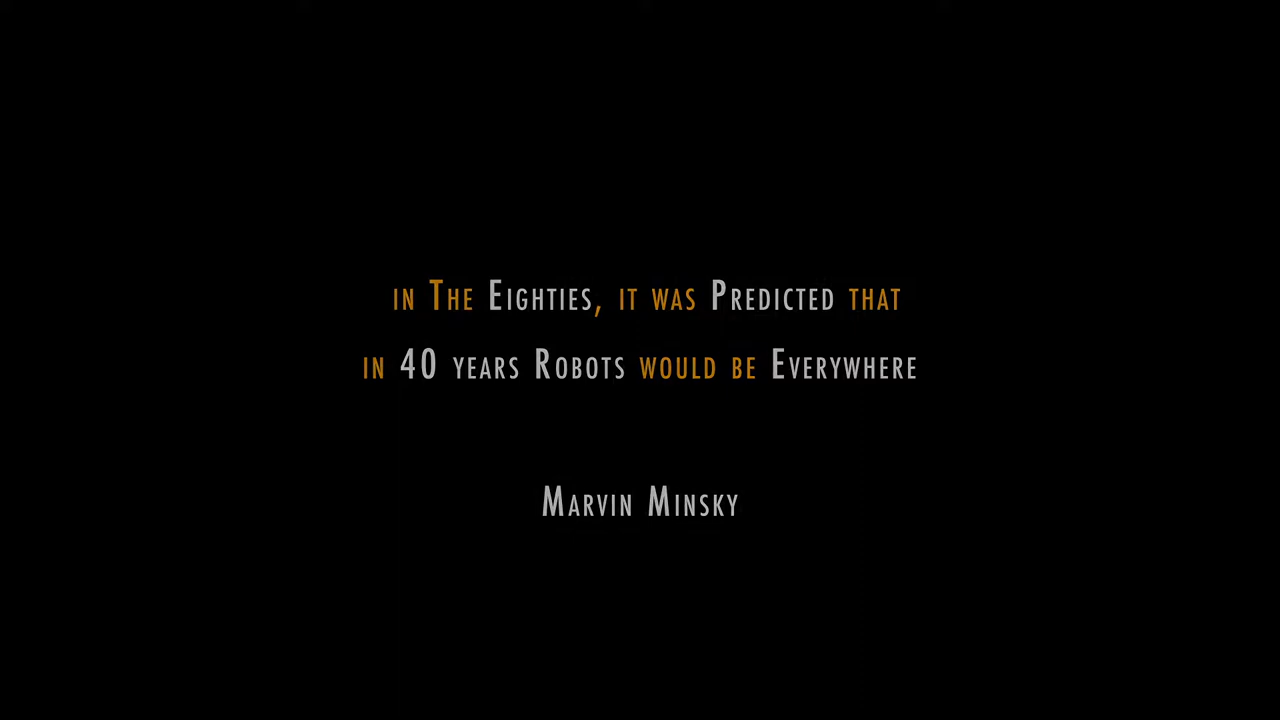 in The Eighties, it was Predicted that
in 40 years Robots would be Everywhere
Marvin Minsky